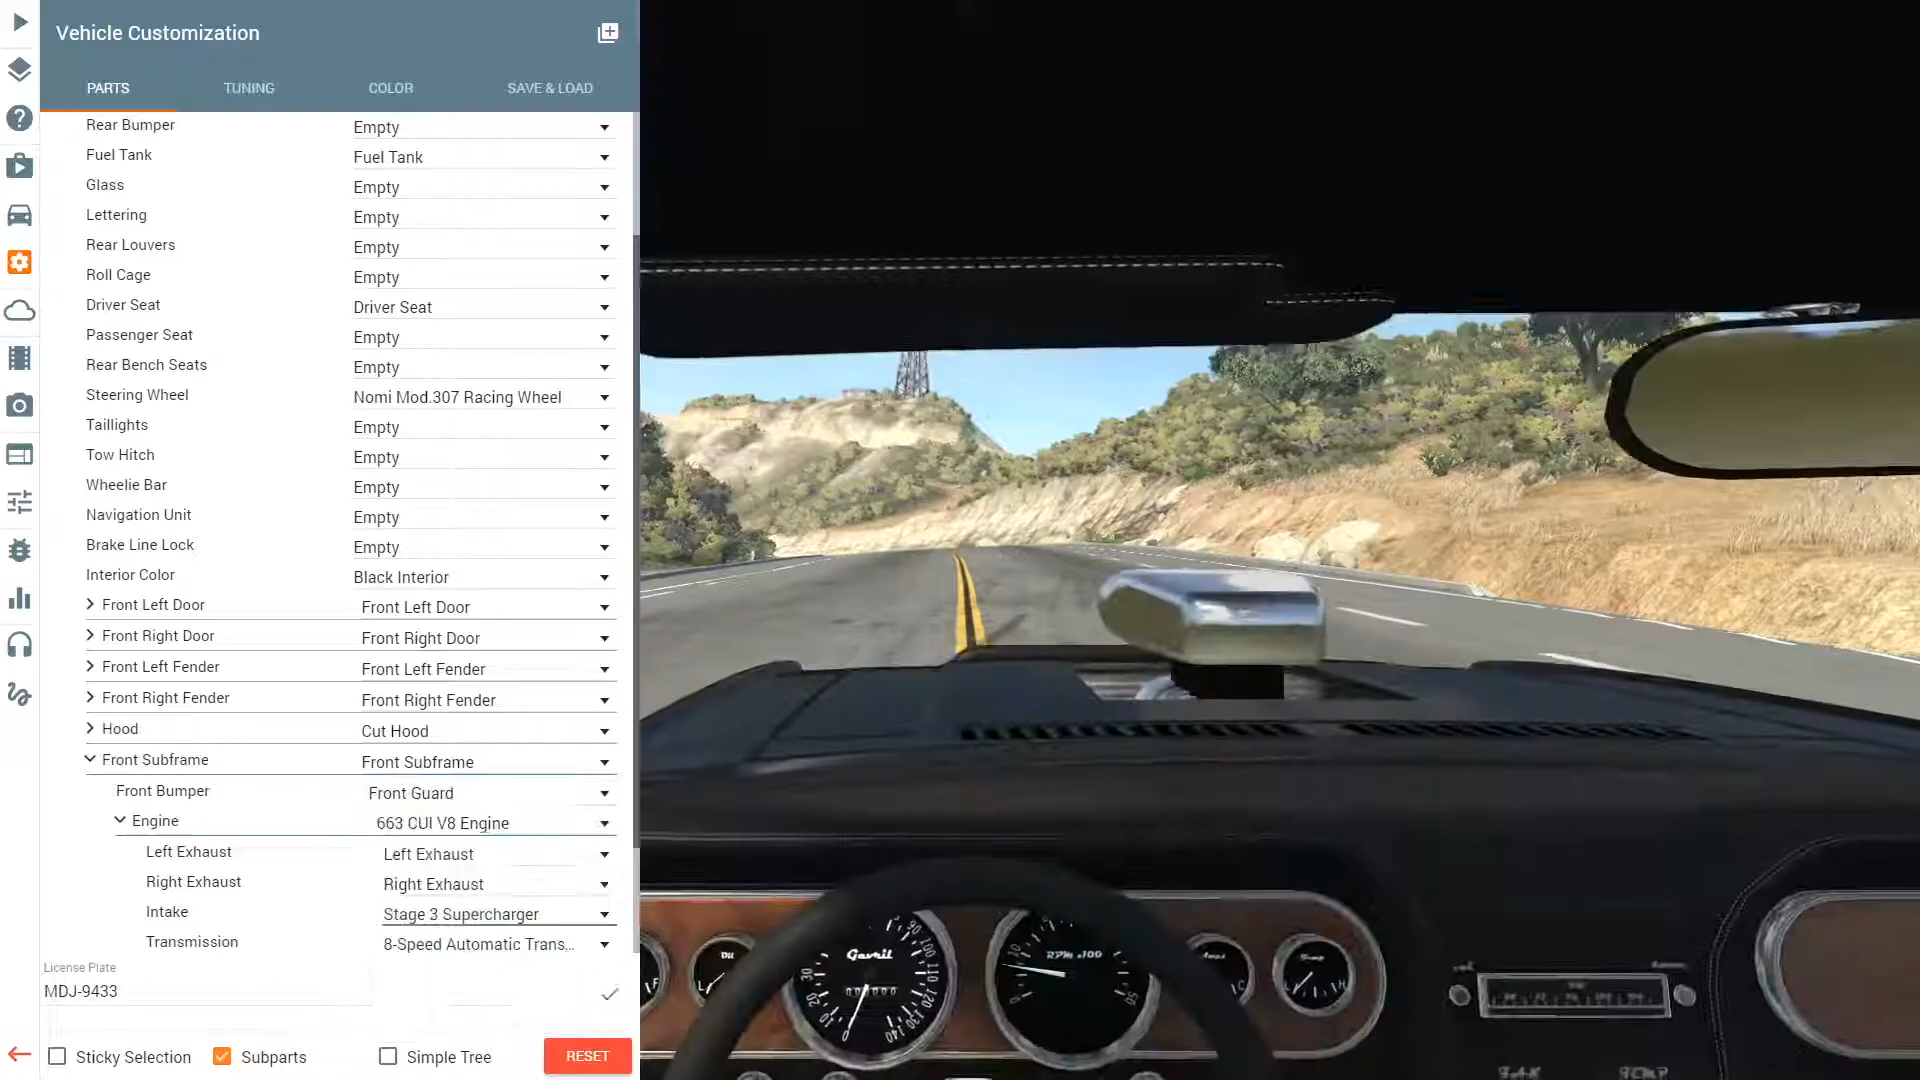 Vehicle Customization
PARTS TUNING COLOR SAVE & LOAD
Rear Bumper Empty
Fuel Tank Fuel Tank
Glass Empty
Lettering Empty
Rear Louvers Empty
Roll Cage Empty
Driver Seat Driver Seat
Passenger Seat Empty
Rear Bench Seats Empty
Steering Wheel Nomi Mod.307 Racing Wheel
Taillights Empty
Tow Hitch Empty
Wheelie Bar Empty
Navigation Unit Empty
Brake Line Lock Empty
Interior Color Black Interior
Front Left Door Front Left Door
Front Right Door Front Right Door
Front Left Fender Front Left Fender
Front Right Fender Front Right Fender
Hood Cut Hood
Front Subframe Front Subframe
Front Bumper Front Guard
Engine 663 CUI V8 Engine
Left Exhaust Left Exhaust
Right Exhaust Right Exhaust
Intake Stage 3 Supercharger
Transmission 8-Speed Automatic Trans...
License Plate
MDJ-9433
Sticky Selection Subparts Simple Tree RESET
Gavril
RPM x100